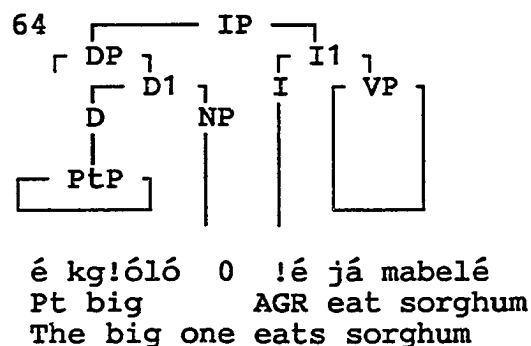 64 IP
DP I1
D1 I VP
D NP
PtP
é kg!óló 0 !é já mabelé
Pt big AGR eat sorghum
The big one eats sorghum